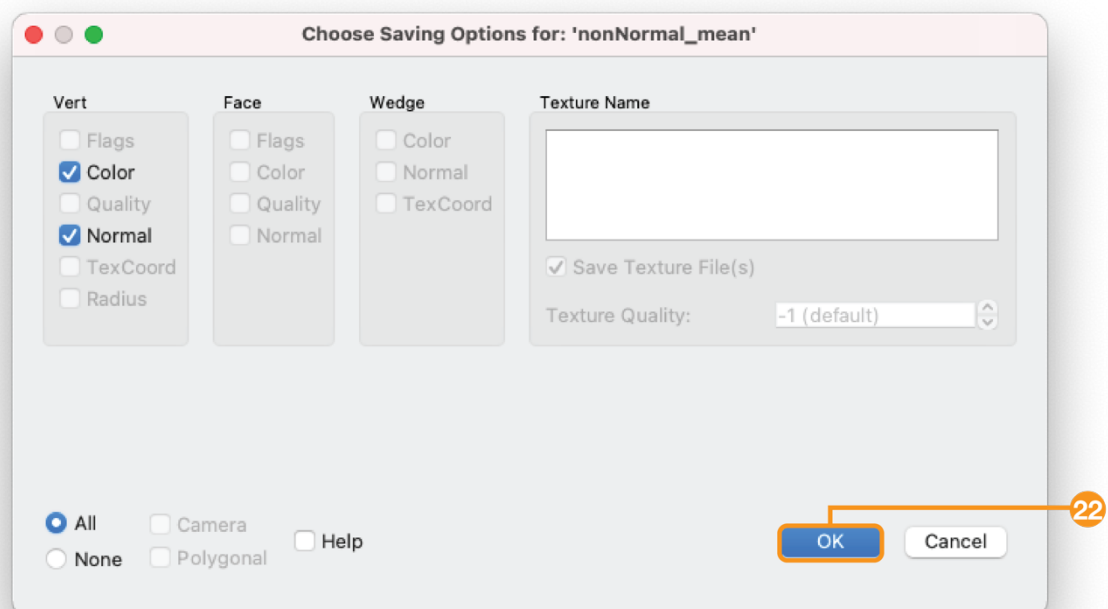 Choose Saving Options for: 'nonNormal_mean'
Vert
Flags
Color
Quality
Normal
TexCoord
Radius
Face
Flags
Color
Quality
Normal
Wedge
Color
Normal
TexCoord
Texture Name
Save Texture File(s)
Texture Quality:
-1 (default)
All
None
Camera
Polygonal
Help
OK
Cancel
22